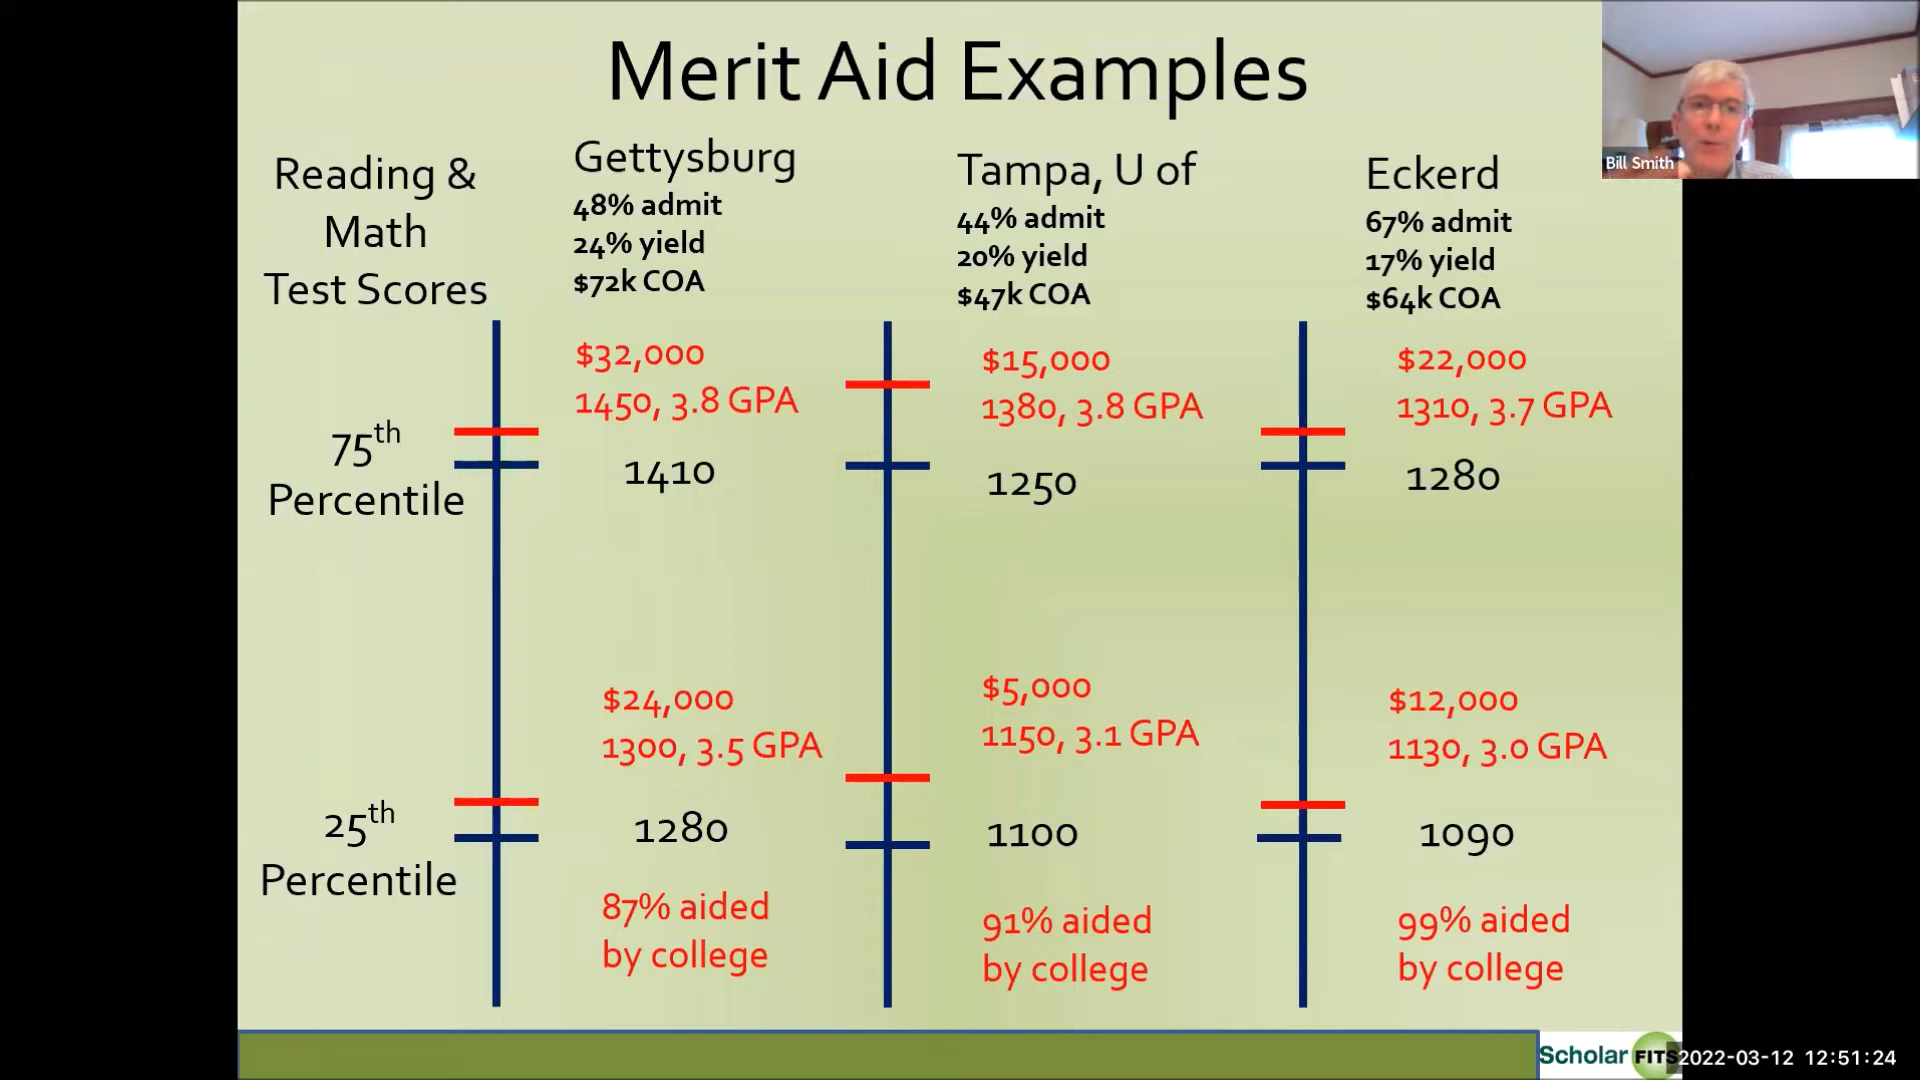 Merit Aid Examples
Bill Smith
Reading &
Math
Test Scores
Gettysburg
48% admit
24% yield
$72k COA
Tampa, U of
44% admit
20% yield
$47k COA
Eckerd
67% admit
17% yield
$64k COA
$32,000
1450, 3.8 GPA
$15,000
1380, 3.8 GPA
$22,000
1310, 3.7 GPA
75th
Percentile
1410
1250
1280
$24,000
1300, 3.5 GPA
$5,000
1150, 3.1 GPA
$12,000
1130, 3.0 GPA
25th
Percentile
1280
1100
1090
87% aided
by college
91% aided
by college
99% aided
by college
Scholar FITS
2022-03-12 12:51:24